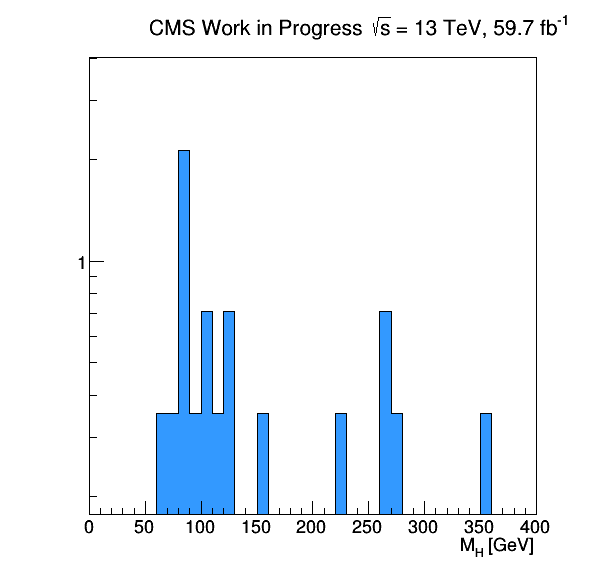 CMS Work in Progress √s = 13 TeV, 59.7 fb⁻¹
1
0 50 100 150 200 250 300 350 400
M_H [GeV]